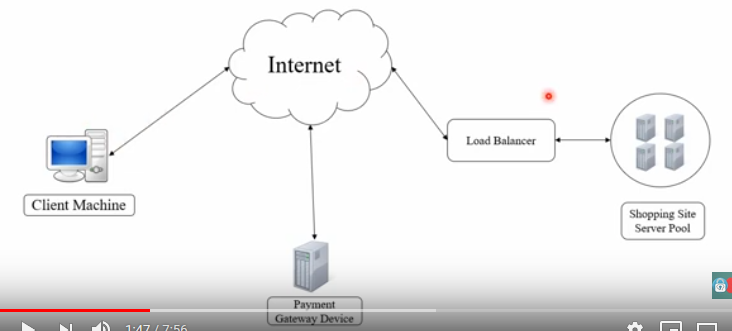 Internet
Load Balancer
Client Machine
Shopping Site
Server Pool
Payment
Gateway Device
1:47 / 7:56